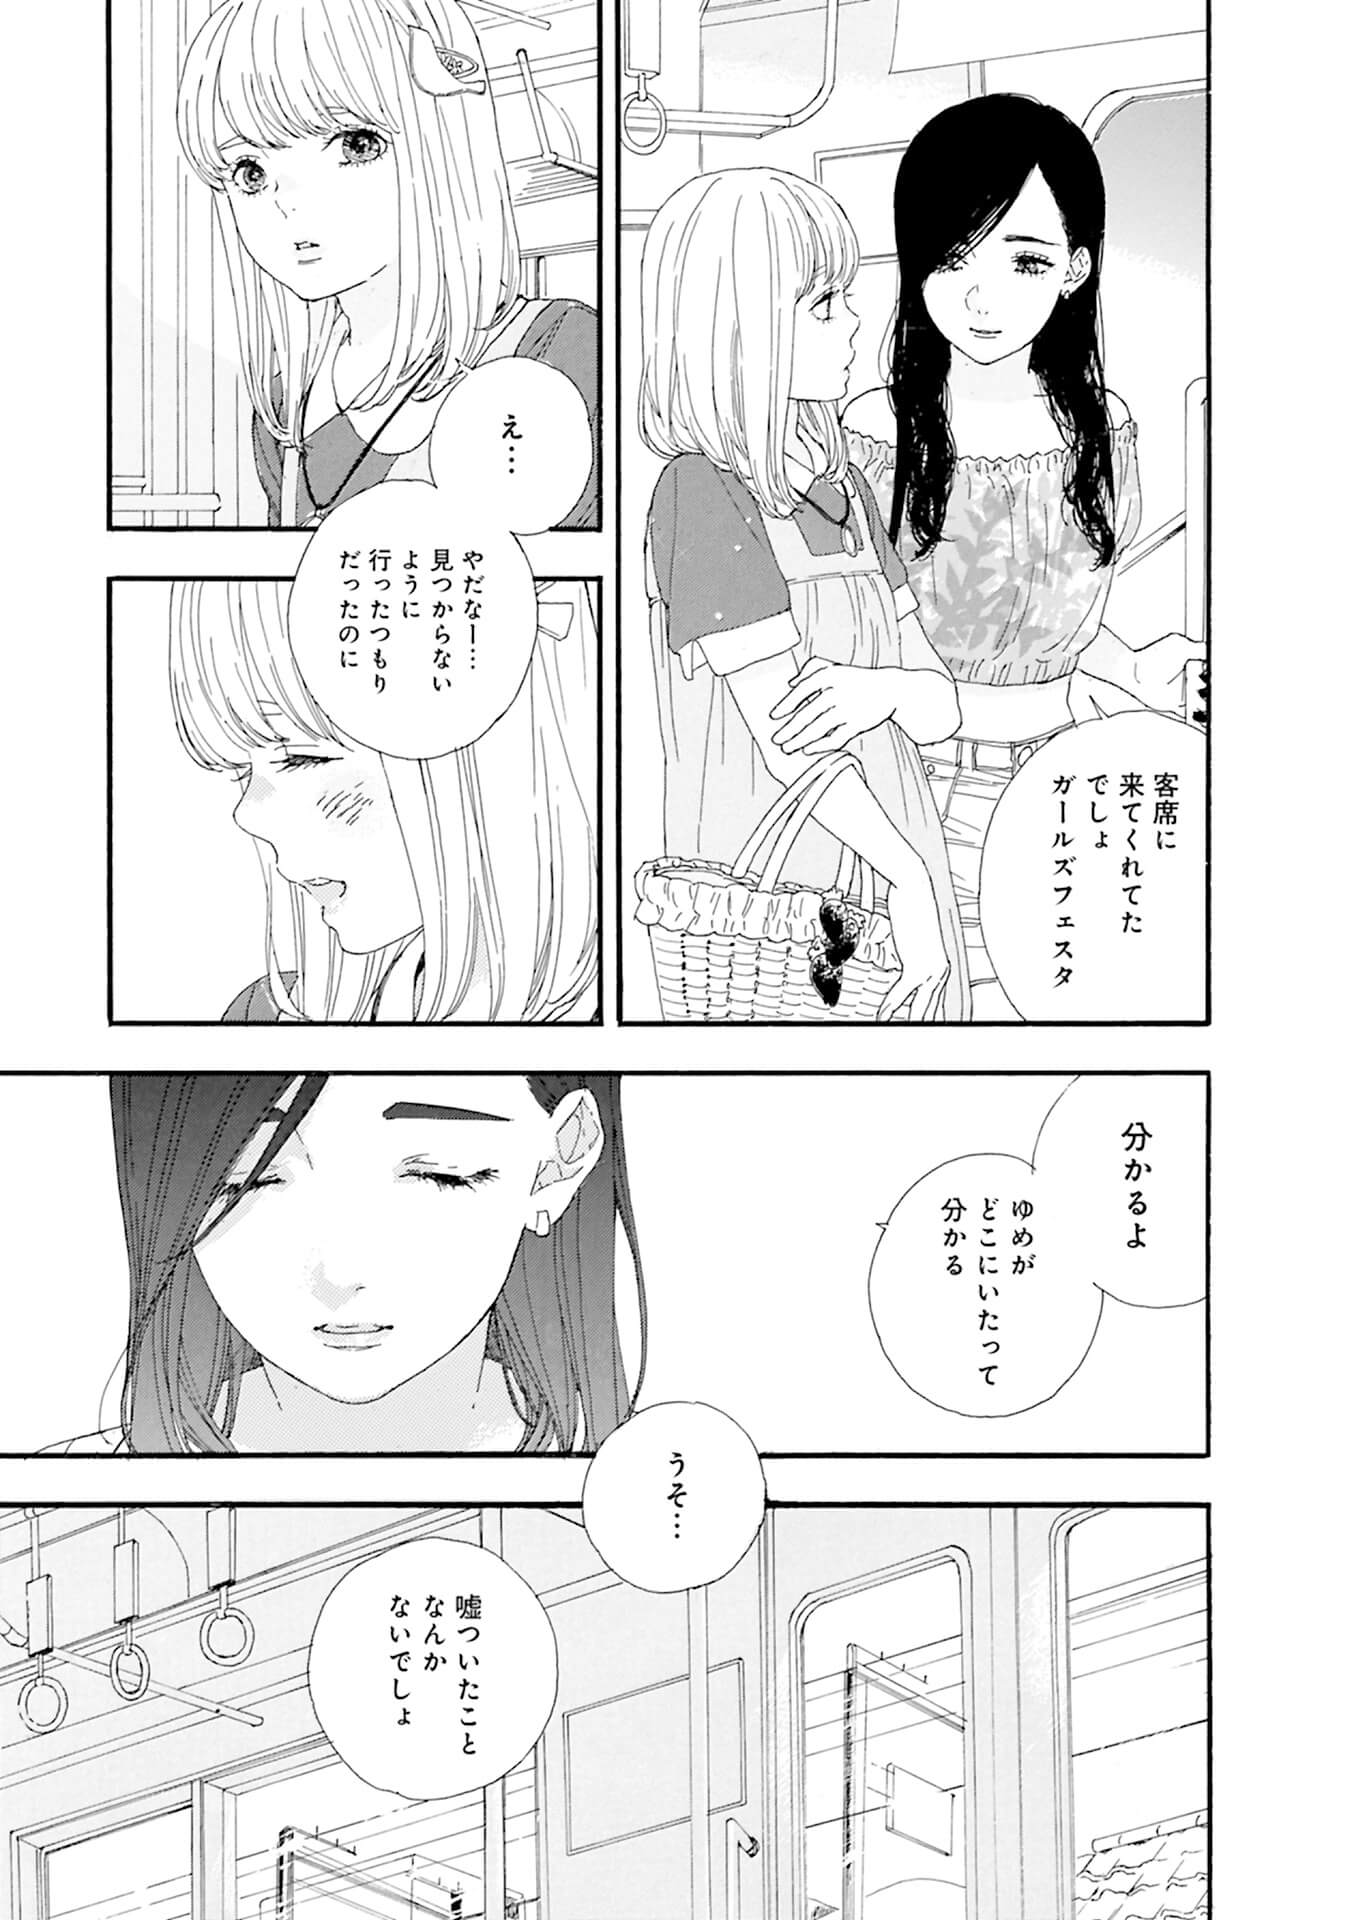 客席に
来てくれてた
でしょ
ガールズフェスタ
え…
やだなー…
見つからない
ように
行ったつもり
だったのに
分かるよ
ゆめが
どこにいたって
分かる
うそ…
嘘ついたこと
なんか
ないでしょ